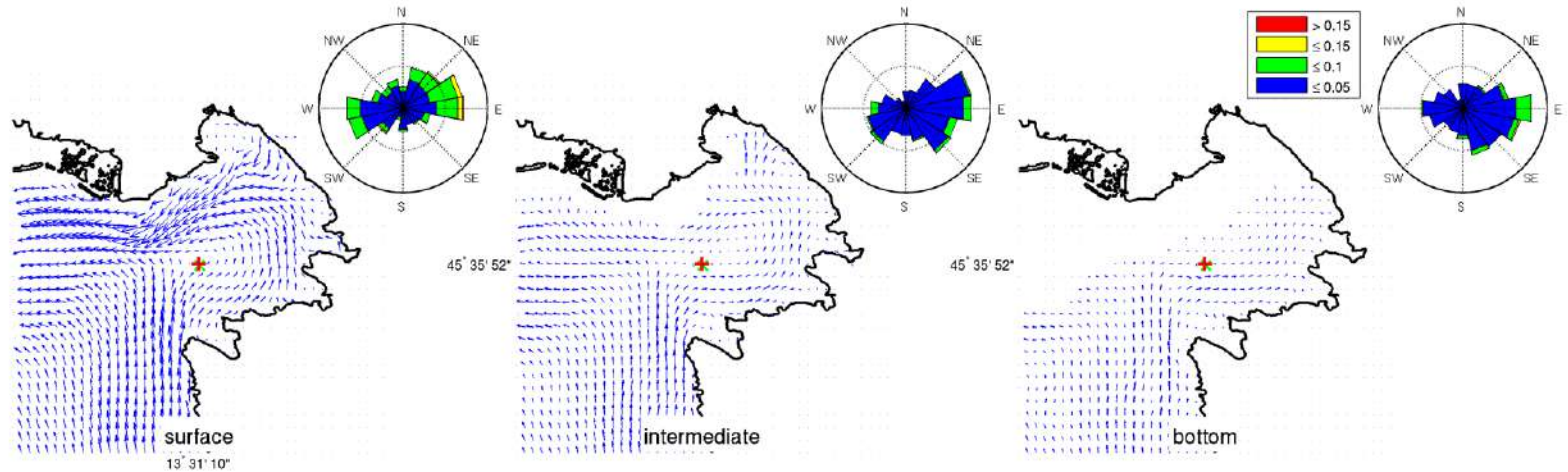 N
NW
NE
W
E
SW
SE
S
N
NW
NE
W
E
SW
SE
S
> 0.15
≤ 0.15
≤ 0.1
≤ 0.05
N
NW
NE
W
E
SW
SE
S
45° 35' 52"
45° 35' 52"
surface
intermediate
bottom
13° 31' 10"